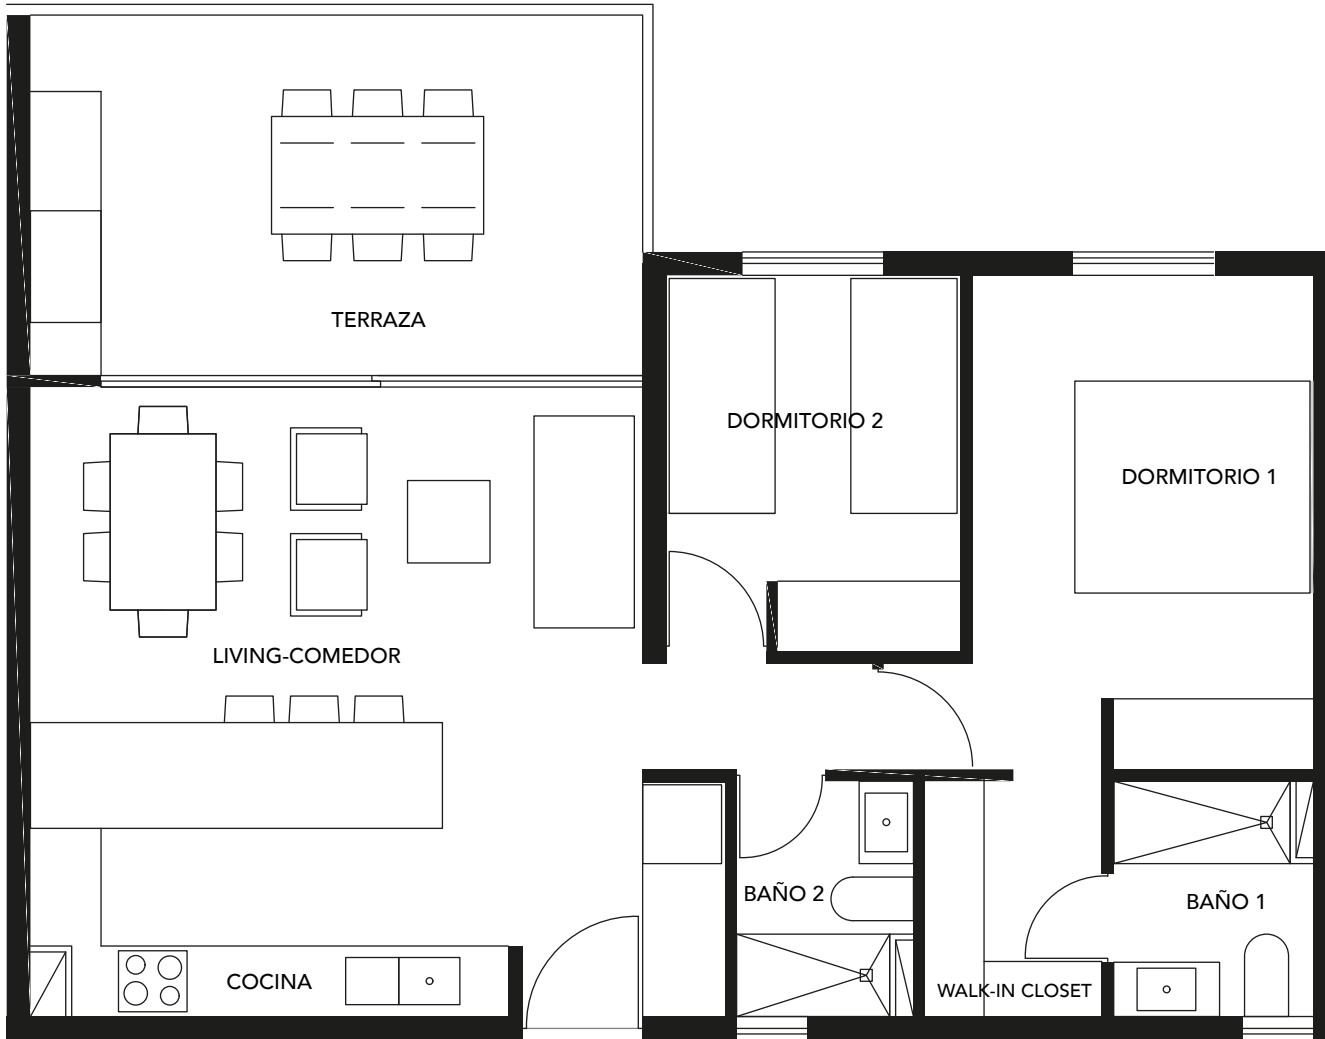 TERRAZA
DORMITORIO 2
DORMITORIO 1
LIVING-COMEDOR
BAÑO 2
BAÑO 1
COCINA
WALK-IN CLOSET